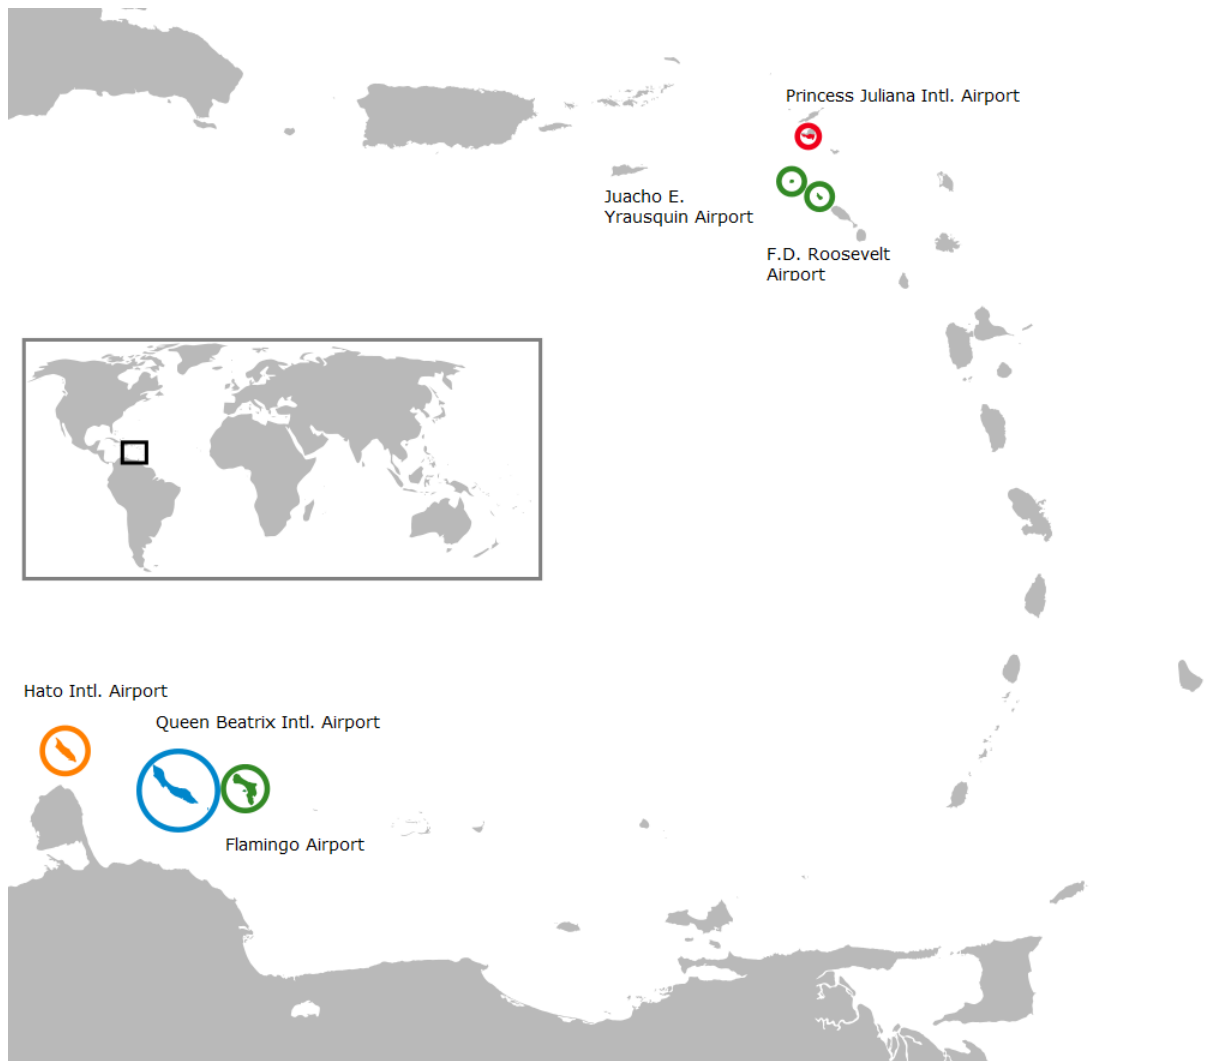 Princess Juliana Intl. Airport
Juacho E.
Yrausquin Airport
F.D. Roosevelt
Airport
Hato Intl. Airport
Queen Beatrix Intl. Airport
Flamingo Airport